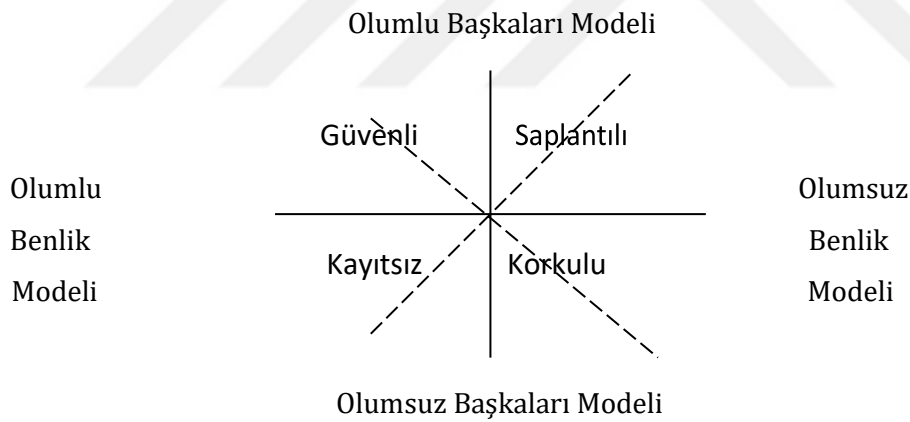 Olumlu Başkaları Modeli
Güvenli Saplantılı
Olumlu Olumsuz
Benlik Benlik
Kayıtsız Korkulu
Modeli Modeli
Olumsuz Başkaları Modeli